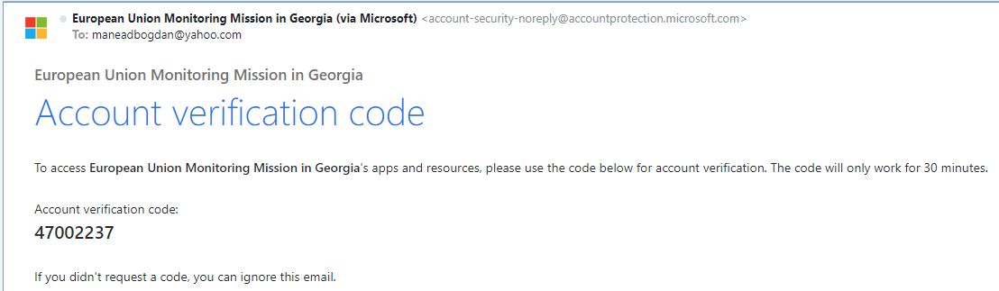 European Union Monitoring Mission in Georgia (via Microsoft) <account-security-noreply@accountprotection.microsoft.com>
To: maneadbogdan@yahoo.com
European Union Monitoring Mission in Georgia
Account verification code
To access European Union Monitoring Mission in Georgia's apps and resources, please use the code below for account verification. The code will only work for 30 minutes.
Account verification code:
47002237
If you didn't request a code, you can ignore this email.